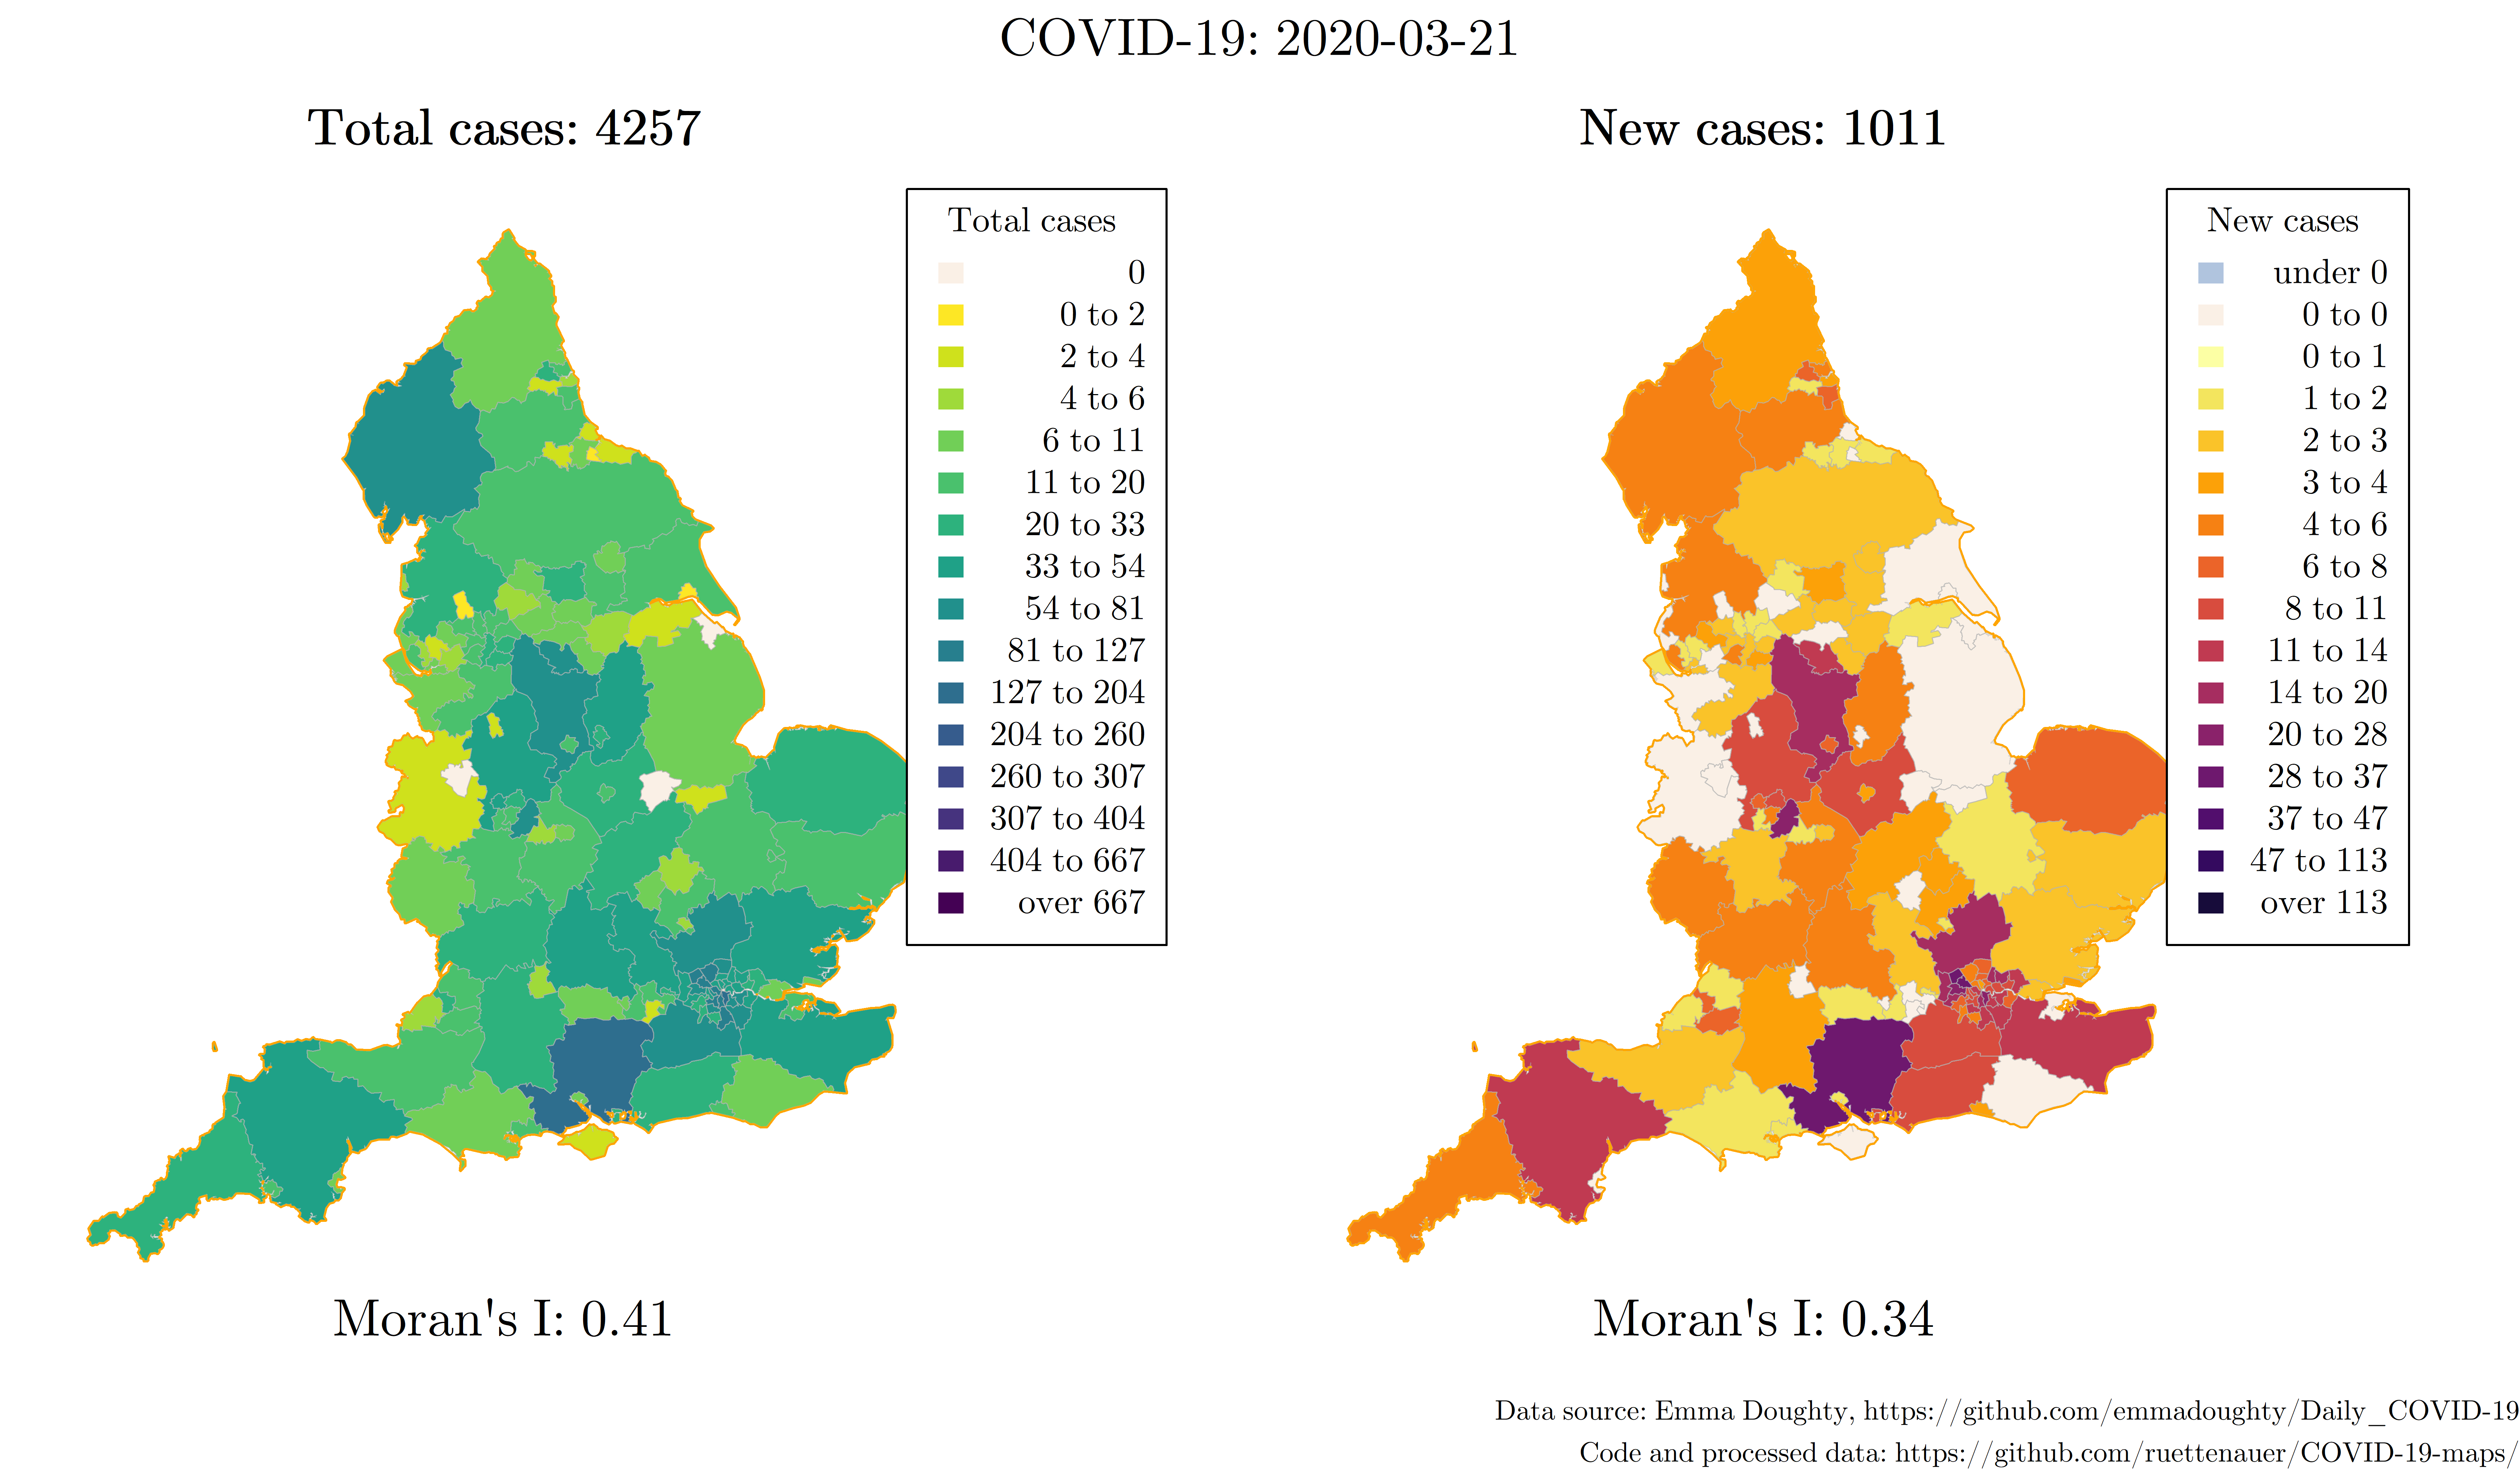 COVID-19: 2020-03-21
Total cases: 4257
Total cases
0
0 to 2
2 to 4
4 to 6
6 to 11
11 to 20
20 to 33
33 to 54
54 to 81
81 to 127
127 to 204
204 to 260
260 to 307
307 to 404
404 to 667
over 667
Moran's I: 0.41
New cases: 1011
New cases
under 0
0 to 0
0 to 1
1 to 2
2 to 3
3 to 4
4 to 6
6 to 8
8 to 11
11 to 14
14 to 20
20 to 28
28 to 37
37 to 47
47 to 113
over 113
Moran's I: 0.34
Data source: Emma Doughty, https://github.com/emmadoughty/Daily_COVID-19
Code and processed data: https://github.com/ruettenauer/COVID-19-maps/